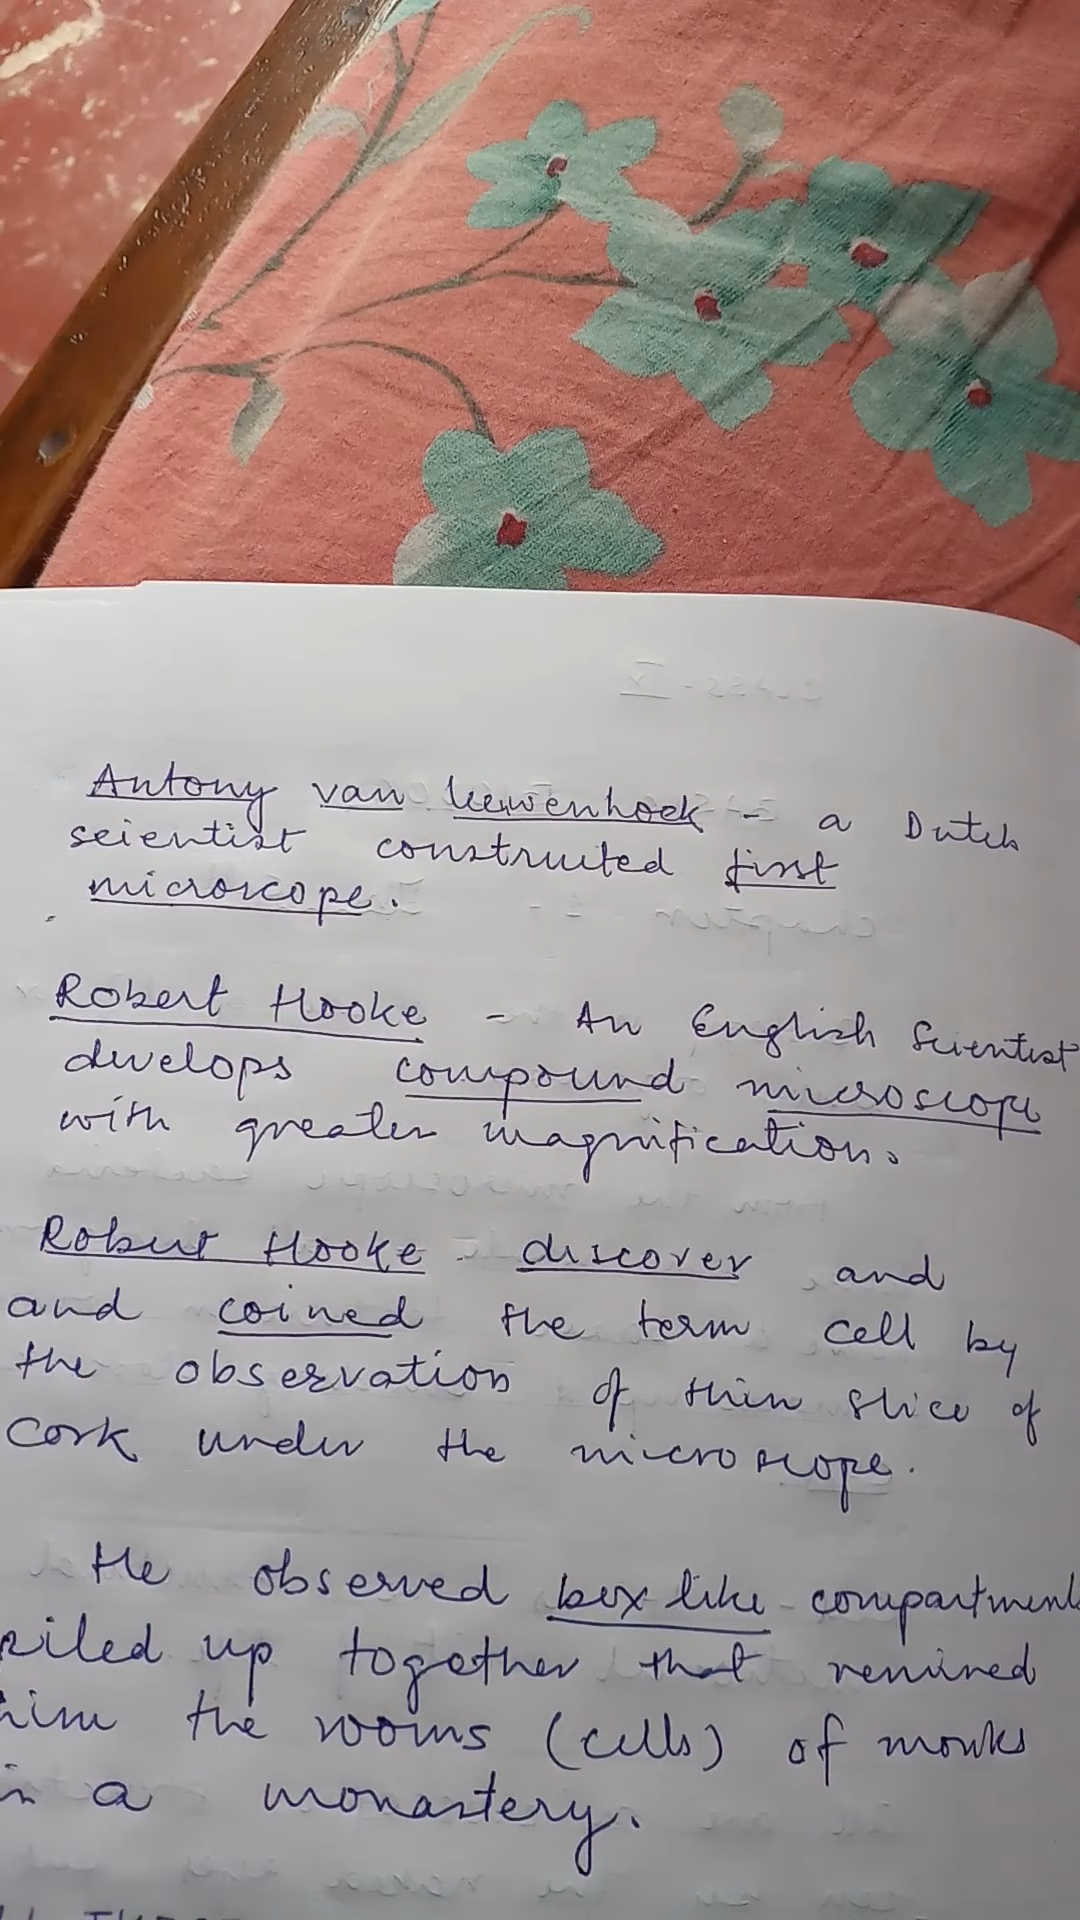 Antony van leewenhoek - a Dutch
scientist constructed first
microscope.
Robert Hooke - An English Scientist
develops compound microscope
with greater magnification.
Robert Hooke discover and
and coined the term cell by
the observation of thin slice of
cork under the microscope.
He observed box like compartments
piled up together that remined
him the rooms (cells) of monks
in a monastery.